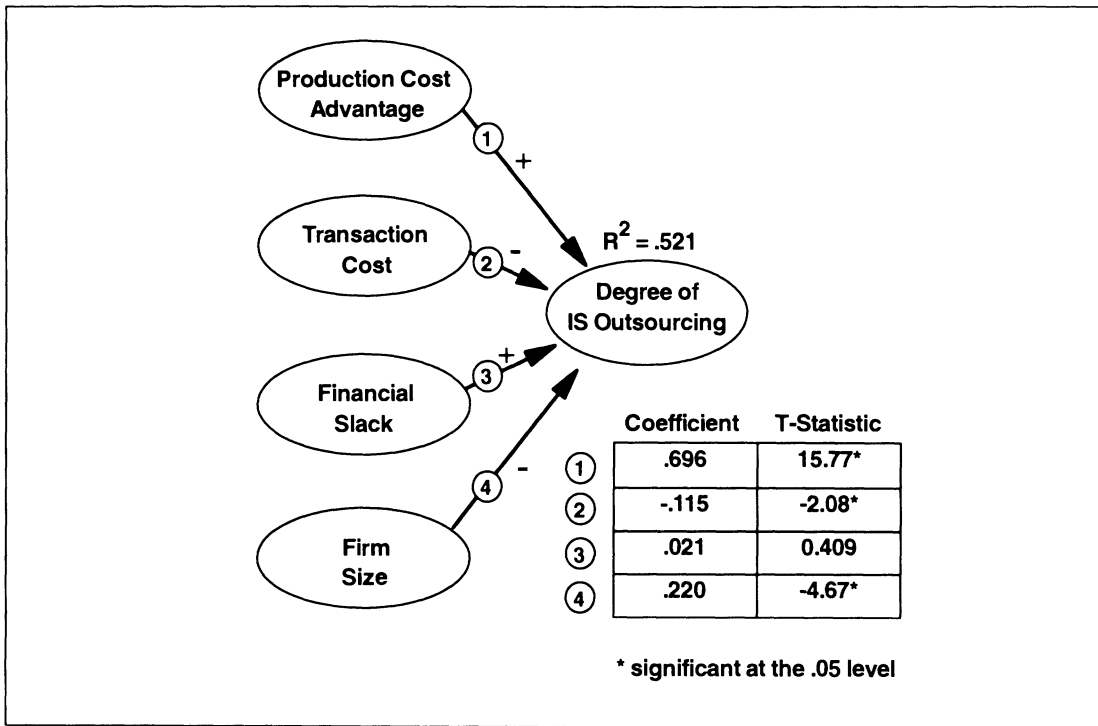 Production Cost
Advantage
1
+
Transaction
Cost
2
-
R2 = .521
Degree of
IS Outsourcing
Financial
Slack
3
+
Firm
Size
4
-
Coefficient T-Statistic
1 .696 15.77*
2 -.115 -2.08*
3 .021 0.409
4 .220 -4.67*
* significant at the .05 level